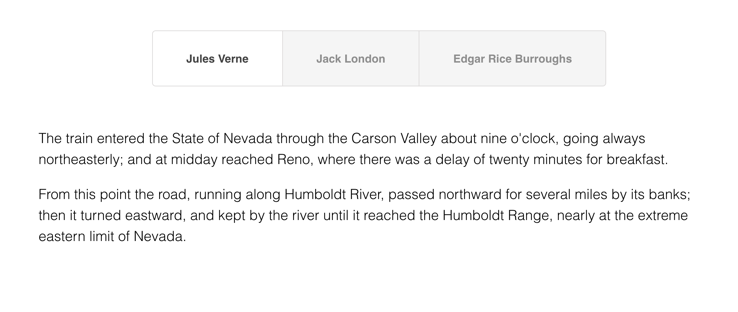 Jules Verne Jack London Edgar Rice Burroughs
The train entered the State of Nevada through the Carson Valley about nine o'clock, going always
northeasterly; and at midday reached Reno, where there was a delay of twenty minutes for breakfast.
From this point the road, running along Humboldt River, passed northward for several miles by its banks;
then it turned eastward, and kept by the river until it reached the Humboldt Range, nearly at the extreme
eastern limit of Nevada.